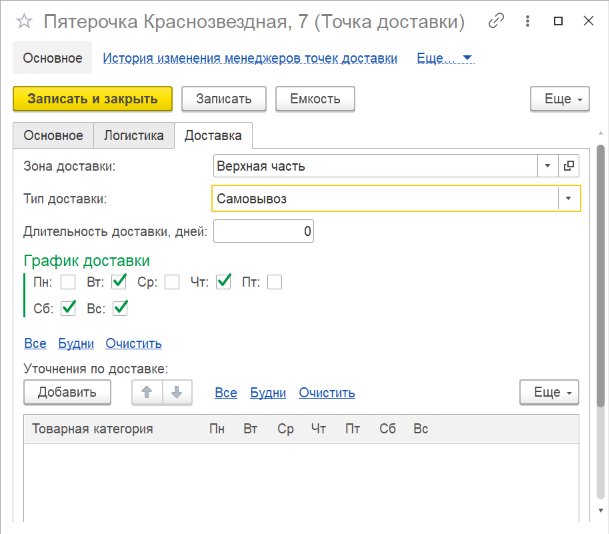 Пятерочка Краснозвездная, 7 (Точка доставки)
Основное История изменения менеджеров точек доставки Еще...
Записать и закрыть Записать Емкость Еще
Основное Логистика Доставка
Зона доставки: Верхная часть
Тип доставки: Самовывоз
Длительность доставки, дней: 0
График доставки
Пн: Вт: Ср: Чт: Пт:
Сб: Вс:
Все Будни Очистить
Уточнения по доставке:
Добавить Все Будни Очистить Еще
Товарная категория Пн Вт Ср Чт Пт Сб Вс